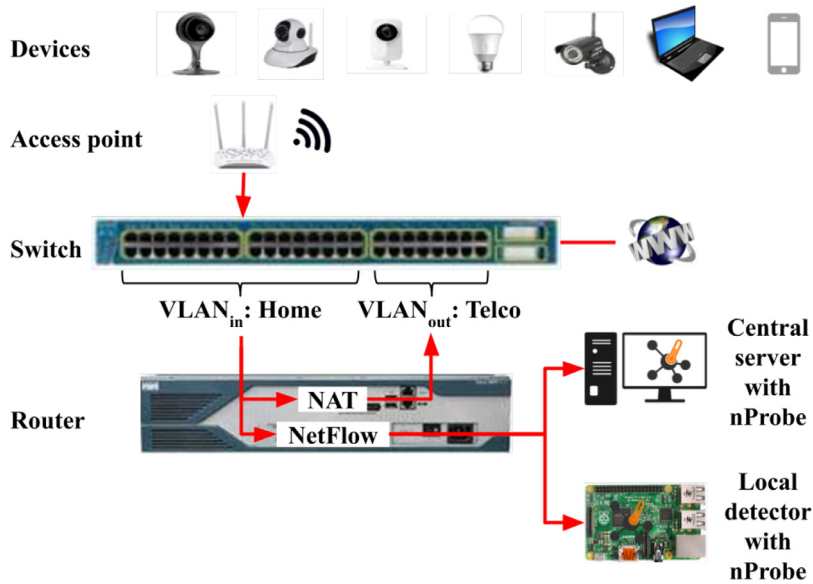 Devices
Access point
Switch
WWW
VLANin: Home
VLANout: Telco
Router
NAT
NetFlow
Central
server
with
nProbe
Local
detector
with
nProbe